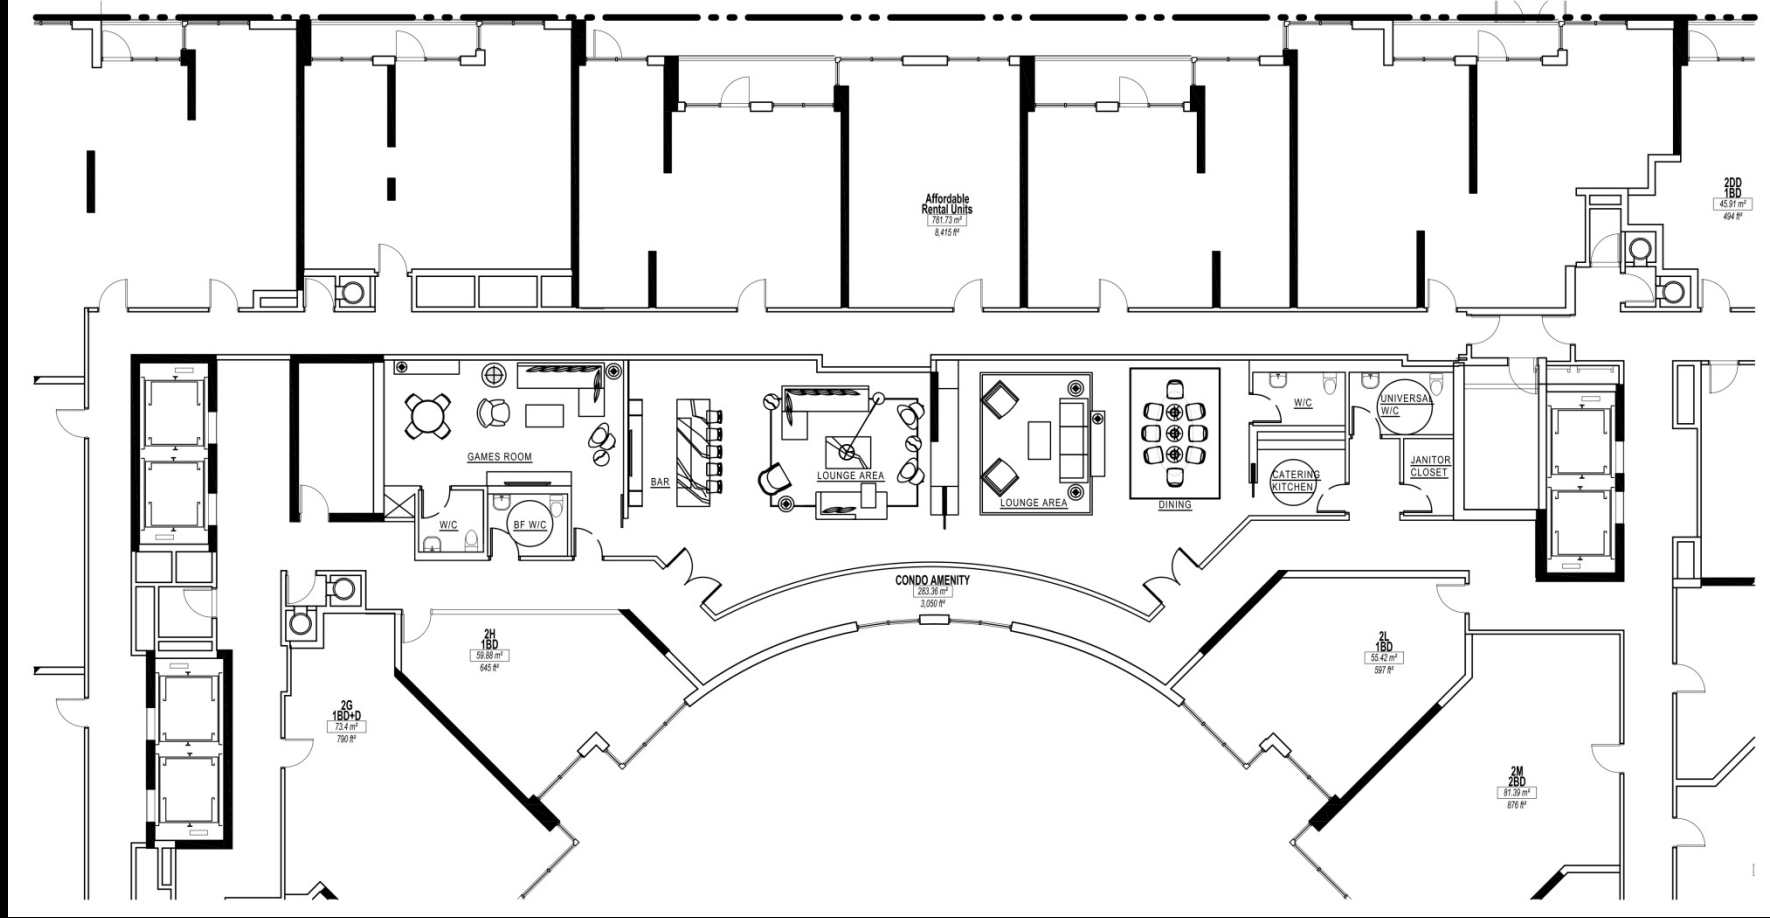 Affordable
Rental Units
781.73 m²
8,415 ft²
2DD
1BD
45.91 m²
494 ft²
GAMES ROOM
BAR
LOUNGE AREA
LOUNGE AREA
DINING
W/C
UNIVERSAL
W/C
CATERING
KITCHEN
JANITOR
CLOSET
W/C
BF W/C
CONDO AMENITY
283.36 m²
3,050 ft²
2H
1BD
59.88 m²
645 ft²
2L
1BD
55.42 m²
597 ft²
2G
1BD+D
73.4 m²
790 ft²
2M
2BD
81.39 m²
876 ft²